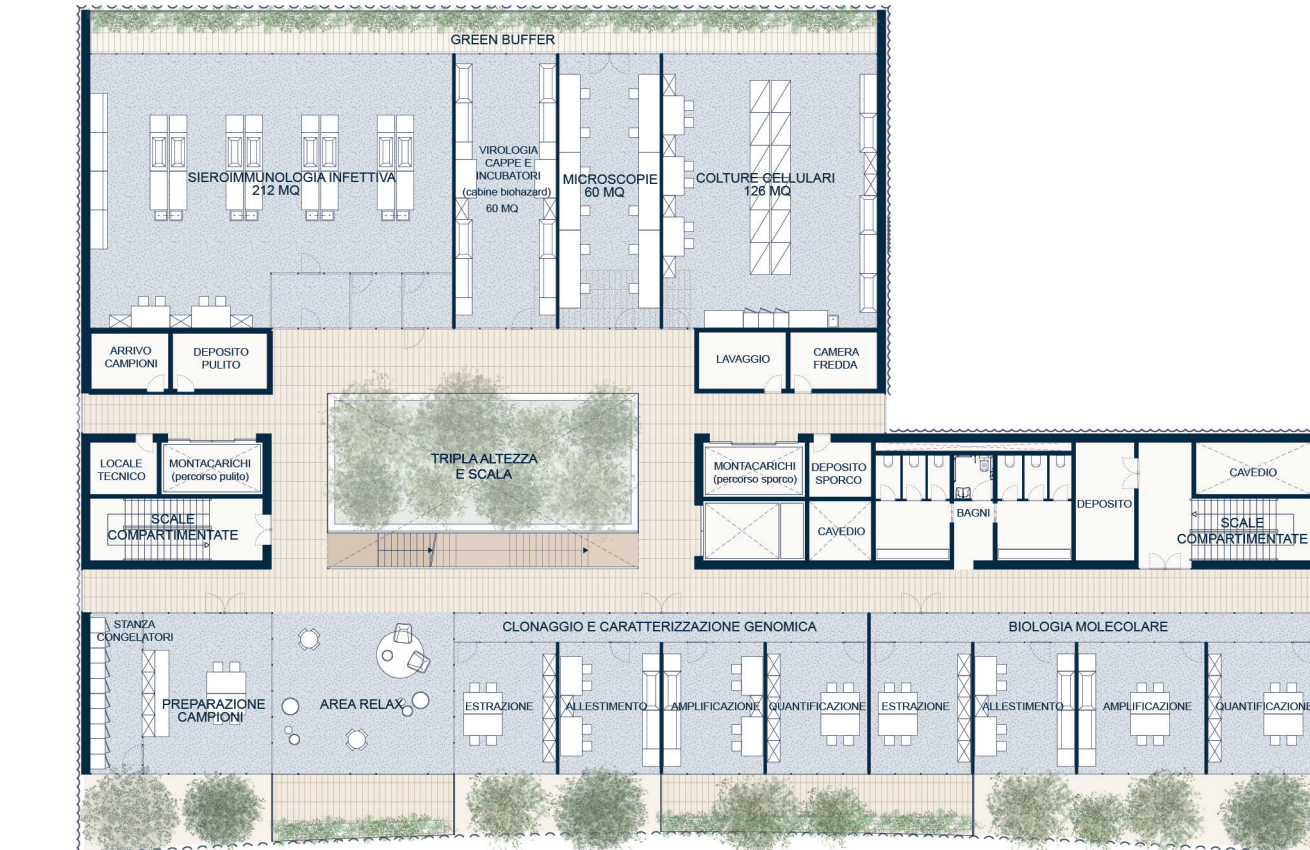 GREEN BUFFER
SIEROIMMUNOLOGIA INFETTIVA
212 MQ
VIROLOGIA
CAPPE E
INCUBATORI
(cabine biohazard)
60 MQ
MICROSCOPIE
60 MQ
COLTURE CELLULARI
126 MQ
ARRIVO
CAMPIONI
DEPOSITO
PULITO
LAVAGGIO
CAMERA
FREDDA
LOCALE
TECNICO
MONTACARICHI
(percorso pulito)
TRIPLA ALTEZZA
E SCALA
MONTACARICHI
(percorso sporco)
DEPOSITO
SPORCO
CAVEDIO
BAGNI
DEPOSITO
CAVEDIO
SCALE
COMPARTIMENTATE
SCALE
COMPARTIMENTATE
STANZA
CONGELATORI
PREPARAZIONE
CAMPIONI
AREA RELAX
CLONAGGIO E CARATTERIZZAZIONE GENOMICA
ESTRAZIONE
ALLESTIMENTO
AMPLIFICAZIONE
QUANTIFICAZIONE
BIOLOGIA MOLECOLARE
ESTRAZIONE
ALLESTIMENTO
AMPLIFICAZIONE
QUANTIFICAZIONE